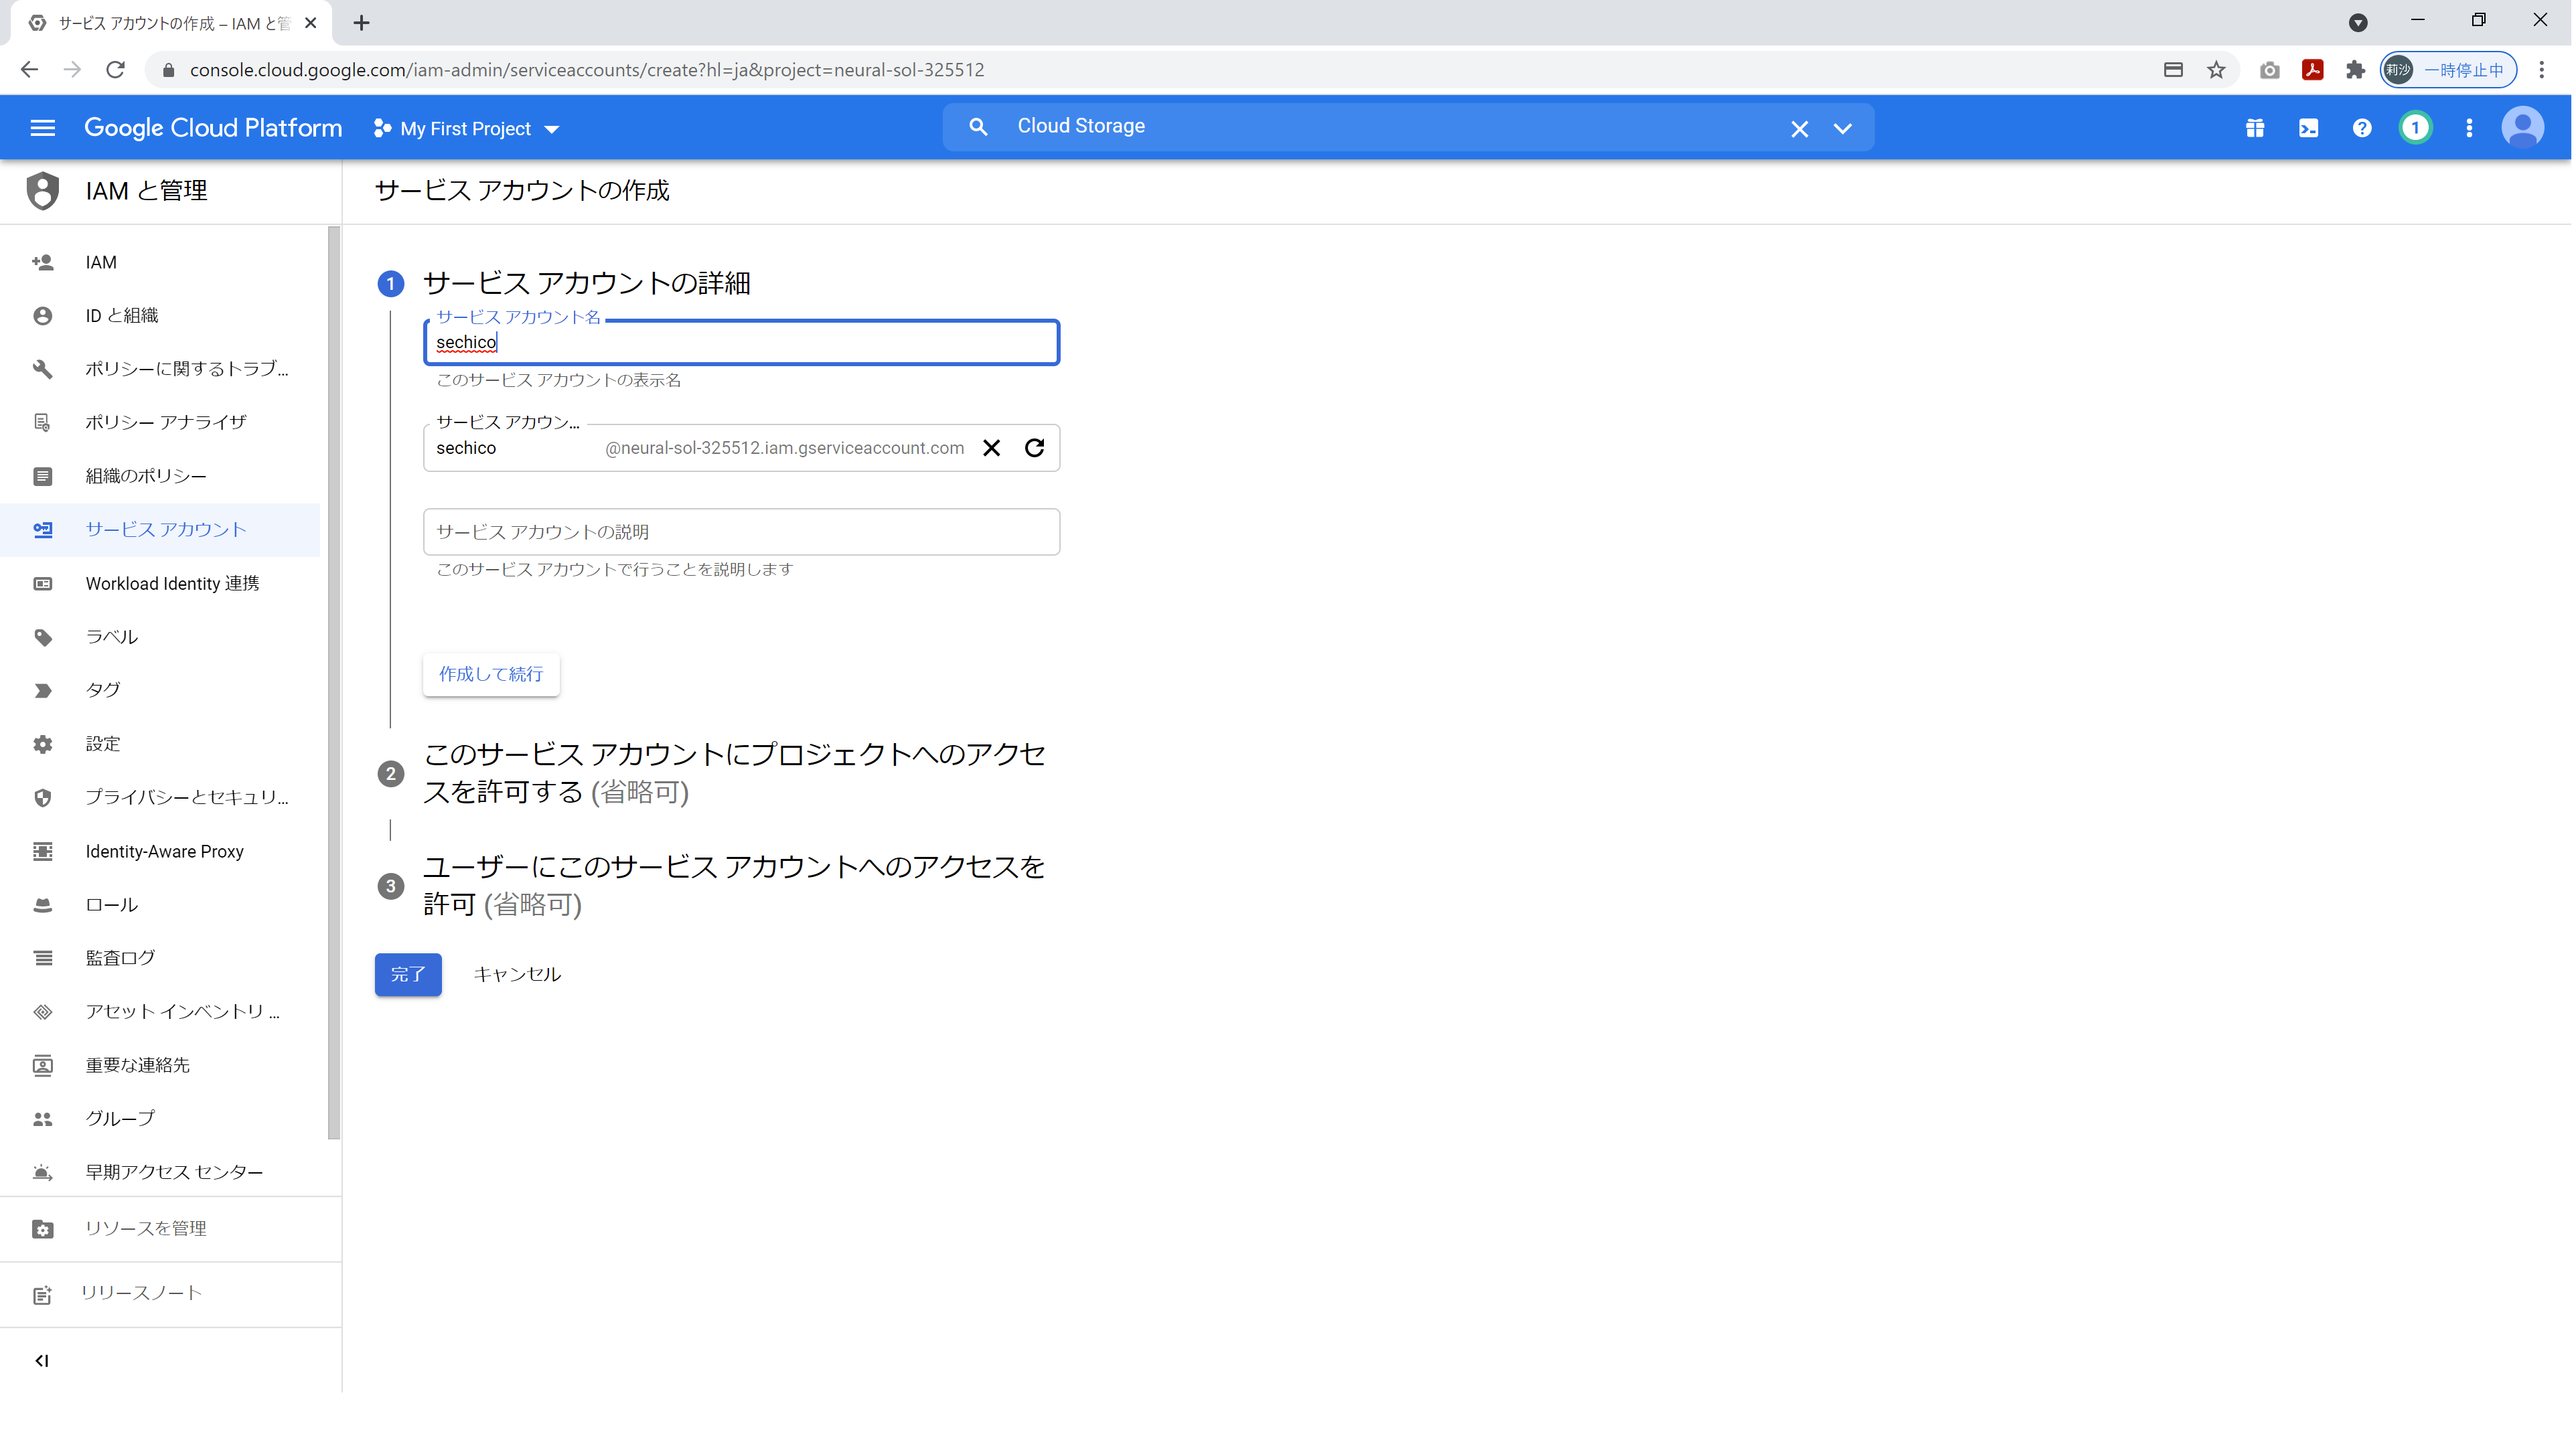 サービス アカウントの作成 – IAM と管
console.cloud.google.com/iam-admin/serviceaccounts/create?hl=ja&project=neural-sol-325512
莉沙 一時停止中
Google Cloud Platform
My First Project
Cloud Storage
1
IAM と管理
サービス アカウントの作成
IAM
ID と組織
ポリシーに関するトラブ...
ポリシー アナライザ
組織のポリシー
サービス アカウント
Workload Identity 連携
ラベル
タグ
設定
プライバシーとセキュリ...
Identity-Aware Proxy
ロール
監査ログ
アセット インベントリ ...
重要な連絡先
グループ
早期アクセス センター
リソースを管理
リリースノート
1 サービス アカウントの詳細
サービス アカウント名
sechico
このサービス アカウントの表示名
サービス アカウン...
sechico @neural-sol-325512.iam.gserviceaccount.com
サービス アカウントの説明
このサービス アカウントで行うことを説明します
作成して続行
2 このサービス アカウントにプロジェクトへのアクセ
スを許可する (省略可)
3 ユーザーにこのサービス アカウントへのアクセスを
許可 (省略可)
完了 キャンセル